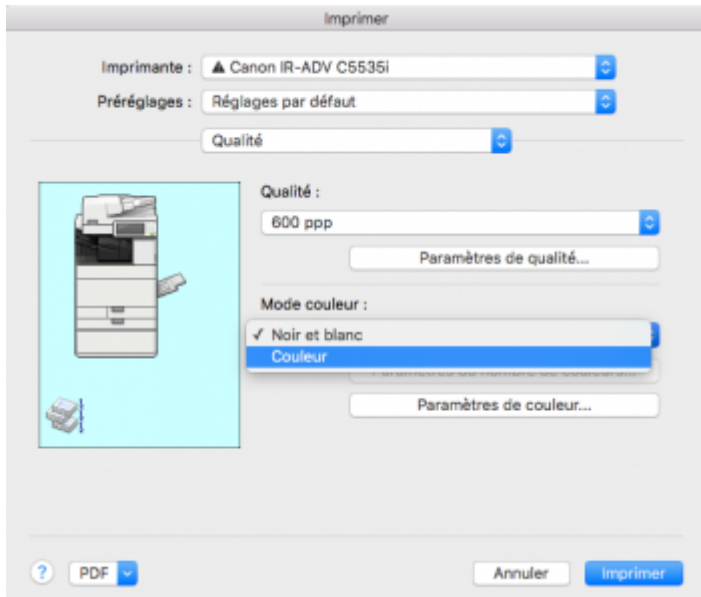 Imprimer
Imprimante : Canon IR-ADV C5535i
Préréglages : Réglages par défaut
Qualité
Qualité :
600 ppp
Paramètres de qualité...
Mode couleur :
✓ Noir et blanc
Couleur
Paramètres de couleur...
? PDF Annuler Imprimer